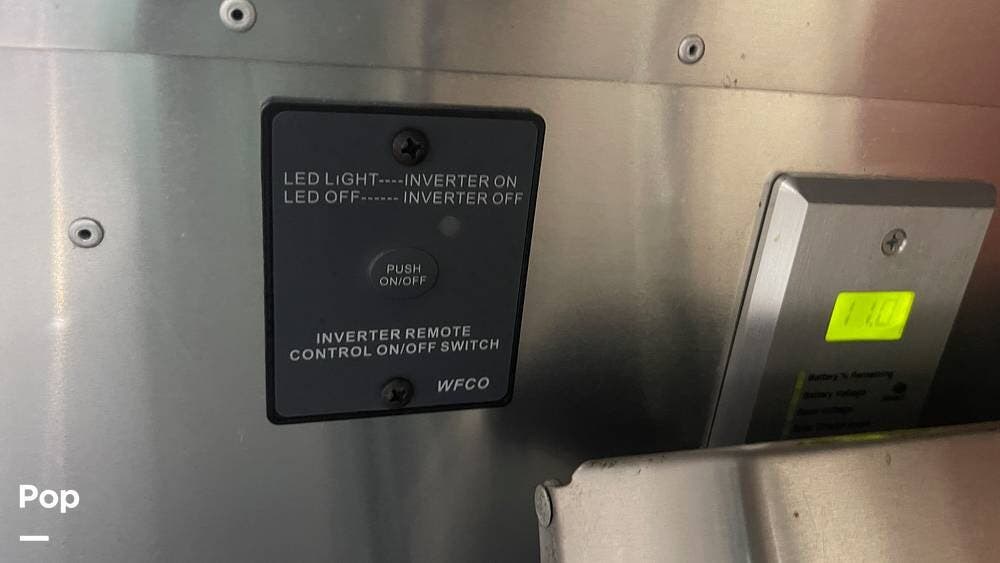 LED LiGHT----INVERTER ON
LED OFF------ INVERTER OFF
PUSH
ON/OFF
INVERTER REMOTE
CONTROL ON/OFF SWITCH
WFCO
11.0
Battery % Remaining
Battery Voltage
Pop